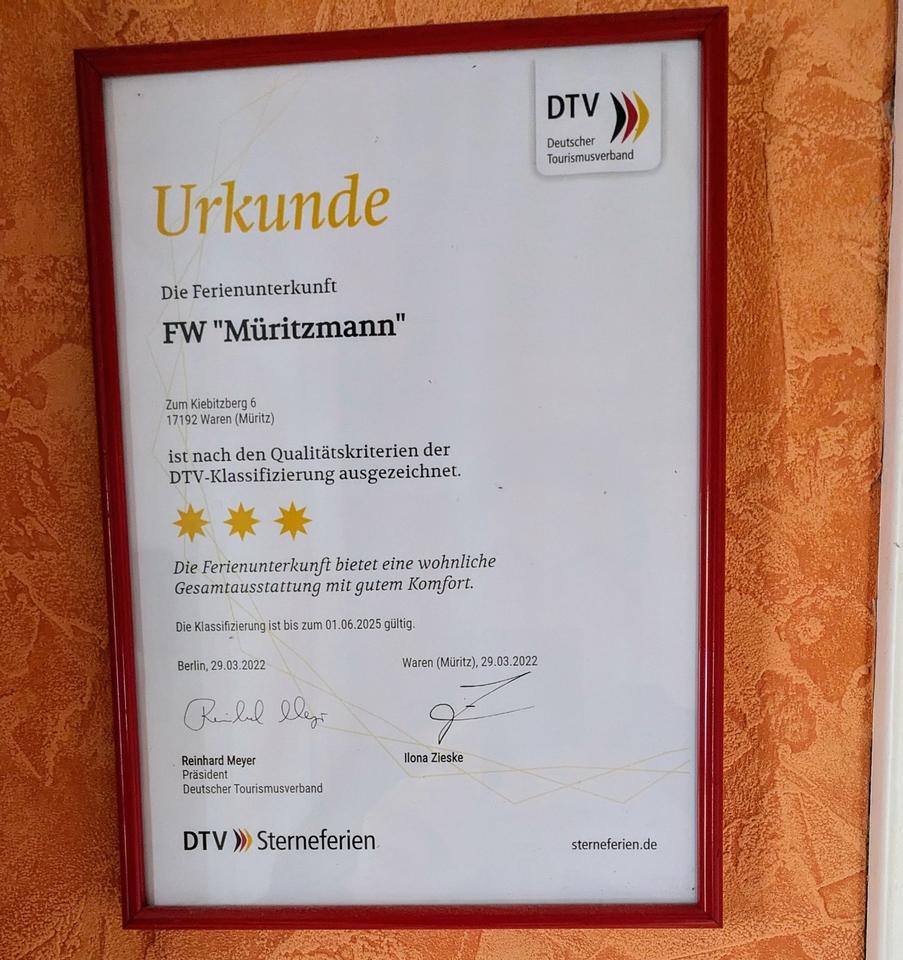 DTV
Deutscher
Tourismusverband
Urkunde
Die Ferienunterkunft
FW "Müritzmann"
Zum Kiebitzberg 6
17192 Waren (Müritz)
ist nach den Qualitätskriterien der
DTV-Klassifizierung ausgezeichnet.
Die Ferienunterkunft bietet eine wohnliche
Gesamtausstattung mit gutem Komfort.
Die Klassifizierung ist bis zum 01.06.2025 gültig.
Berlin, 29.03.2022
Waren (Müritz), 29.03.2022
Reinhard Meyer
Reinhard Meyer
Präsident
Deutscher Tourismusverband
Ilona Zieske
DTV Sterneferien
sterneferien.de